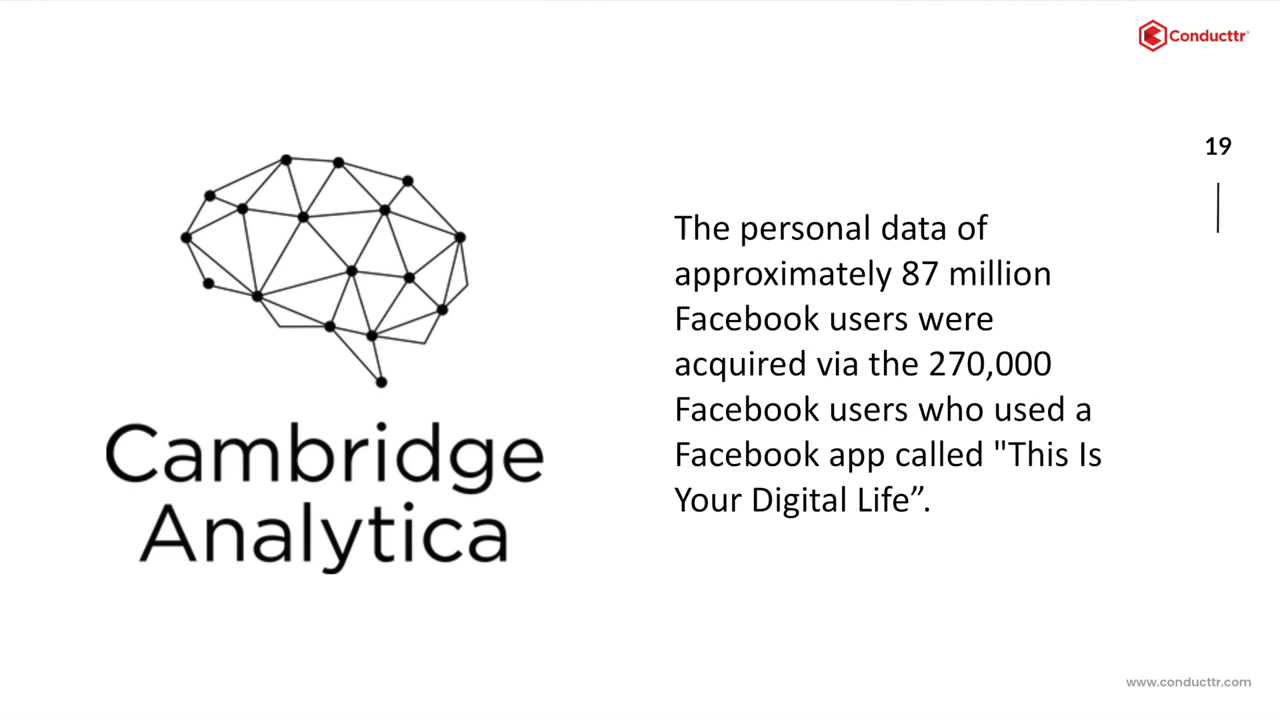 Conducttr
19
Cambridge
Analytica
The personal data of
approximately 87 million
Facebook users were
acquired via the 270,000
Facebook users who used a
Facebook app called "This Is
Your Digital Life”.
www.conducttr.com